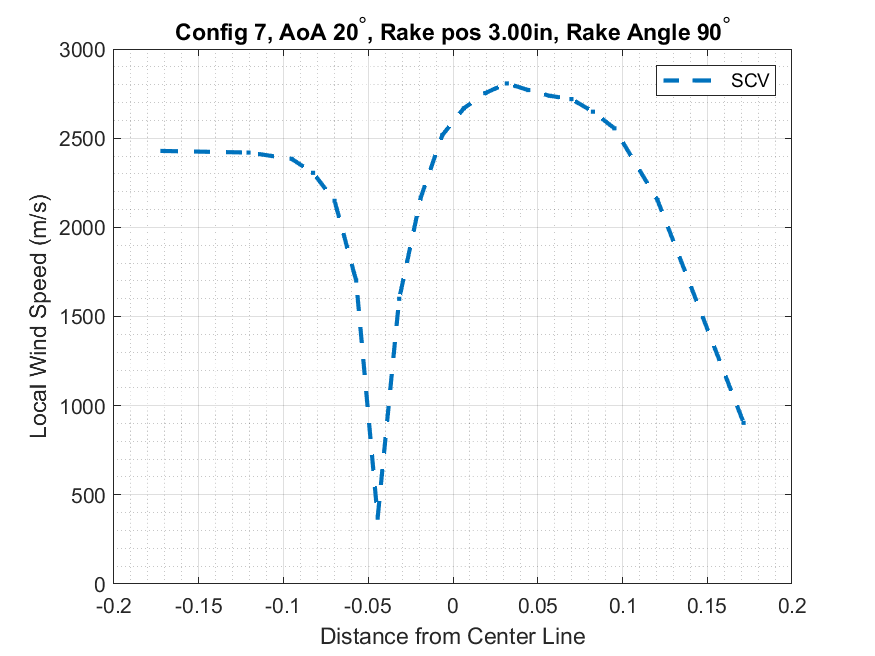 Config 7, AoA 20°, Rake pos 3.00in, Rake Angle 90°
SCV
3000
2500
2000
1500
1000
500
0
Local Wind Speed (m/s)
-0.2 -0.15 -0.1 -0.05 0 0.05 0.1 0.15 0.2
Distance from Center Line